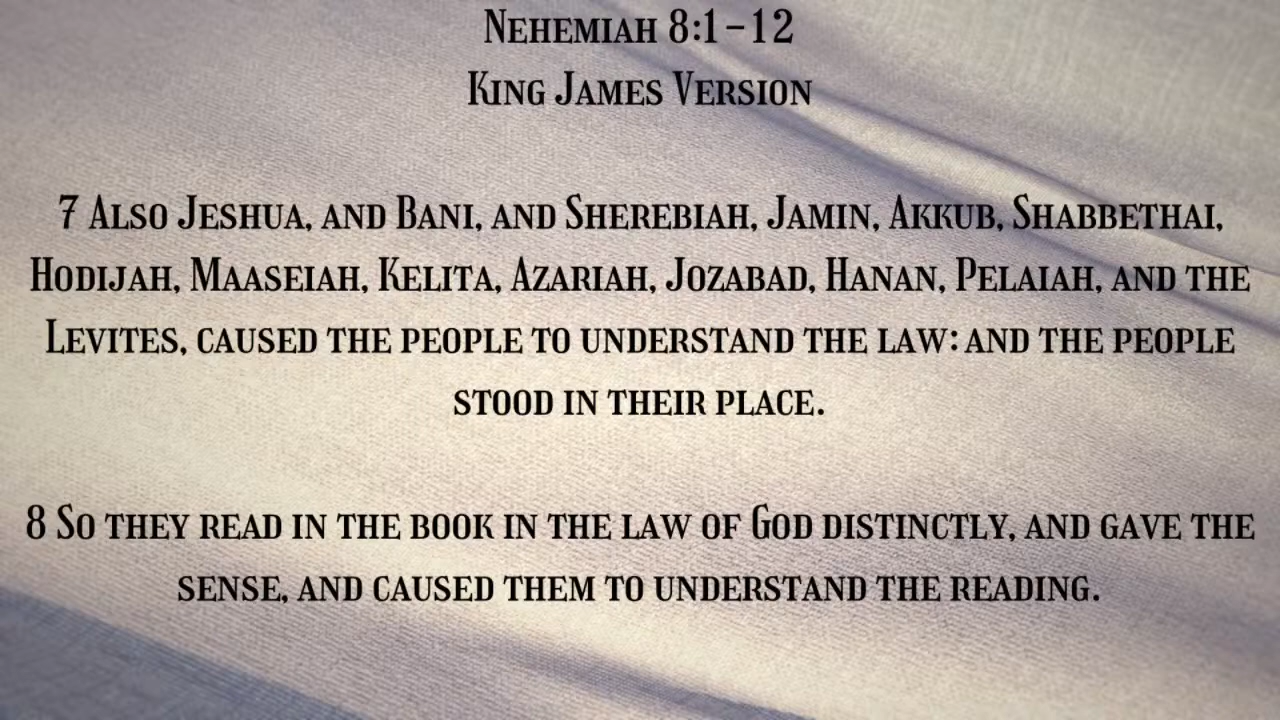 Nehemiah 8:1-12
King James Version
7 Also Jeshua, and Bani, and Sherebiah, Jamin, Akkub, Shabbethai,
Hodijah, Maaseiah, Kelita, Azariah, Jozabad, Hanan, Pelaiah, and the
Levites, caused the people to understand the law: and the people
stood in their place.
8 So they read in the book in the law of God distinctly, and gave the
sense, and caused them to understand the reading.